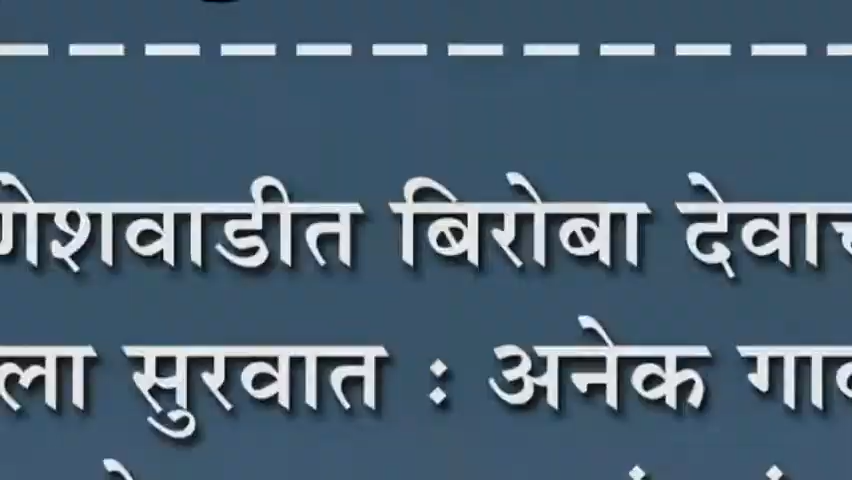 णेशवाडीत बिरोबा देवाच
ला सुरवात : अनेक गाव